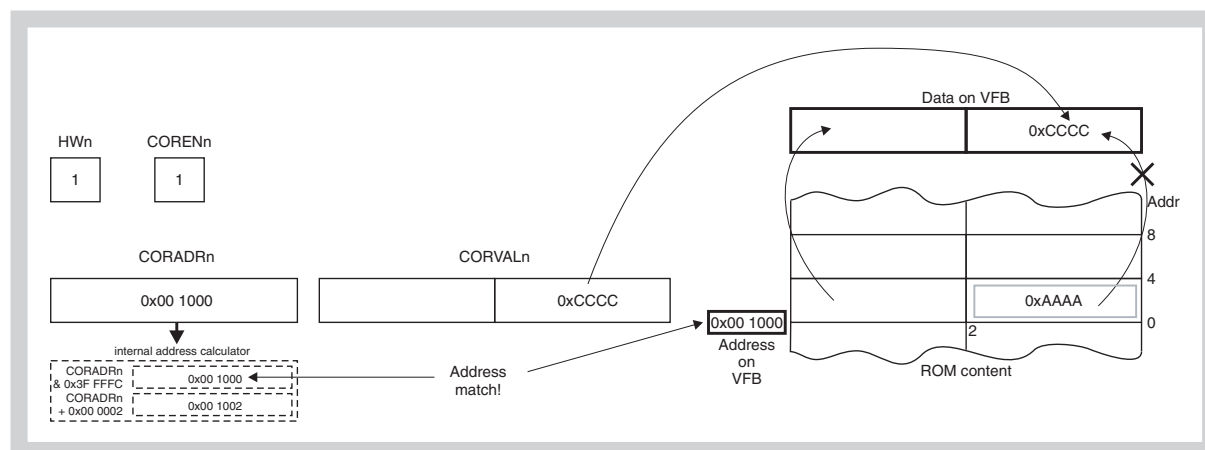 Data on VFB
0xCCCC
HWn
CORENn
1
1
Addr
8
CORADRn
CORVALn
4
0x00 1000
0xCCCC
0xAAAA
0x00 1000
0
2
internal address calculator
Address
on
VFB
ROM content
CORADRn
& 0x3F FFFC
0x00 1000
Address
match!
CORADRn
+ 0x00 0002
0x00 1002